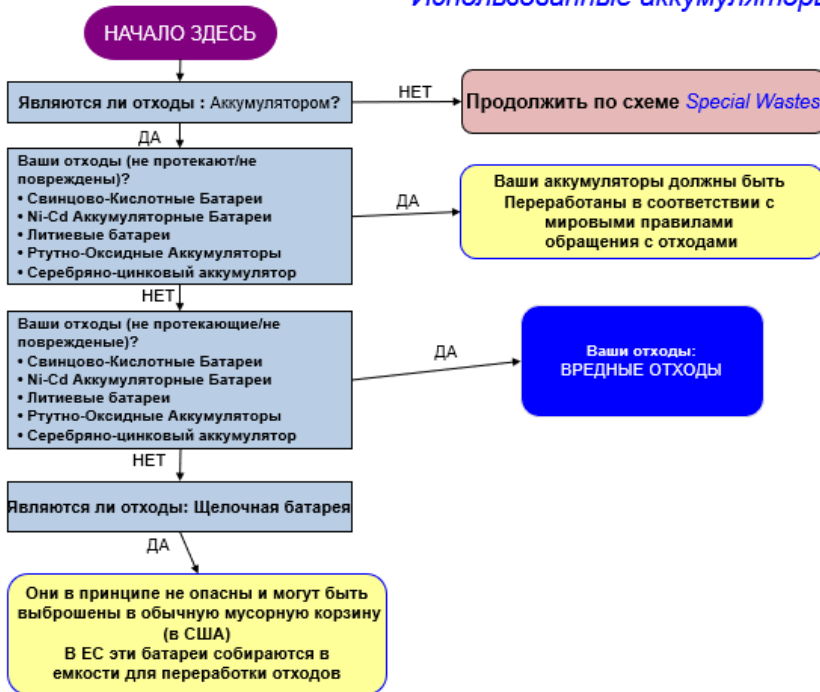 Использованные аккумуляторы
НАЧАЛО ЗДЕСЬ
Являются ли отходы : Аккумулятором?
НЕТ
Продолжить по схеме Special Wastes
ДА
Ваши отходы (не протекают/не
повреждены)?
• Свинцово-Кислотные Батареи
• Ni-Cd Аккумуляторные Батареи
• Литиевые батареи
• Ртутно-Оксидные Аккумуляторы
• Серебряно-цинковый аккумулятор
ДА
Ваши аккумуляторы должны быть
Переработаны в соответствии с
мировыми правилами
обращения с отходами
НЕТ
Ваши отходы (не протекающие/не
поврежденые)?
• Свинцово-Кислотные Батареи
• Ni-Cd Аккумуляторные Батареи
• Литиевые батареи
• Ртутно-Оксидные Аккумуляторы
• Серебряно-цинковый аккумулятор
ДА
Ваши отходы:
ВРЕДНЫЕ ОТХОДЫ
НЕТ
Являются ли отходы: Щелочная батарея
ДА
Они в принципе не опасны и могут быть
выброшены в обычную мусорную корзину
(в США)
В ЕС эти батареи собираются в
емкости для переработки отходов